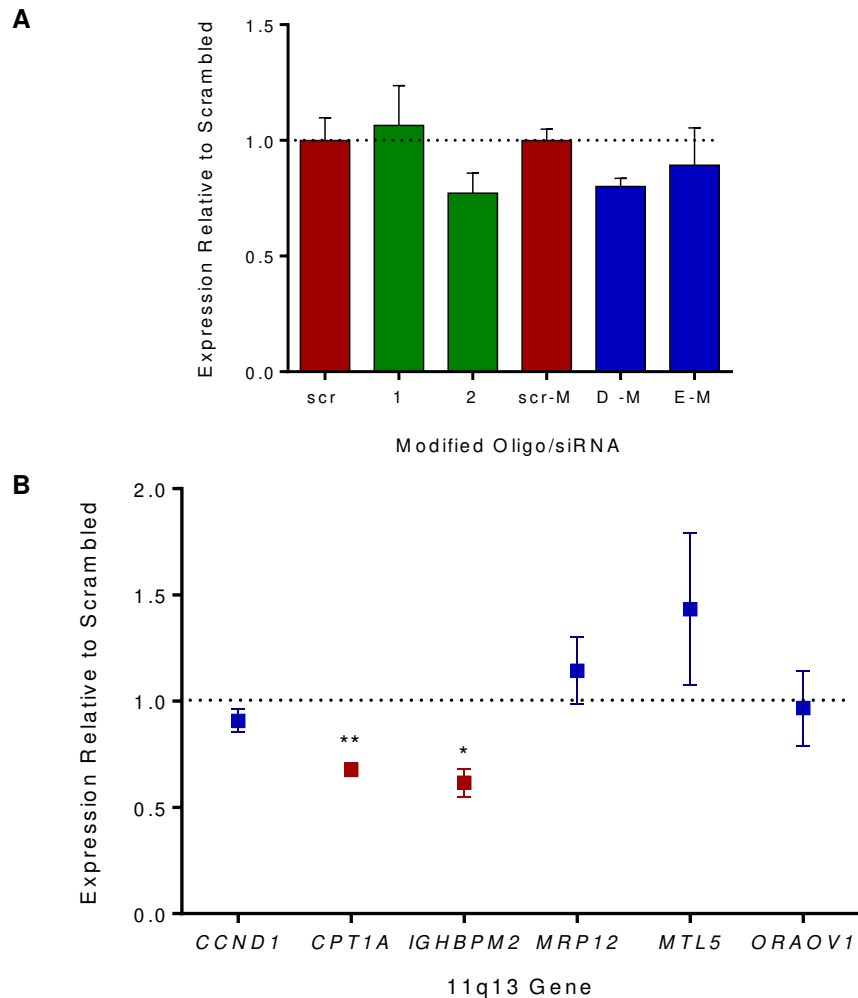 A
Expression Relative to Scrambled
1.5
1.0
0.5
0.0
scr 1 2 scr-M D -M E-M
Modified Oligo/siRNA
B
Expression Relative to Scrambled
2.0
1.5
1.0
0.5
0.0
** *
CCND1 CPT1A IGHBPM2 MRP12 MTL5 ORAOV1
11q13 Gene